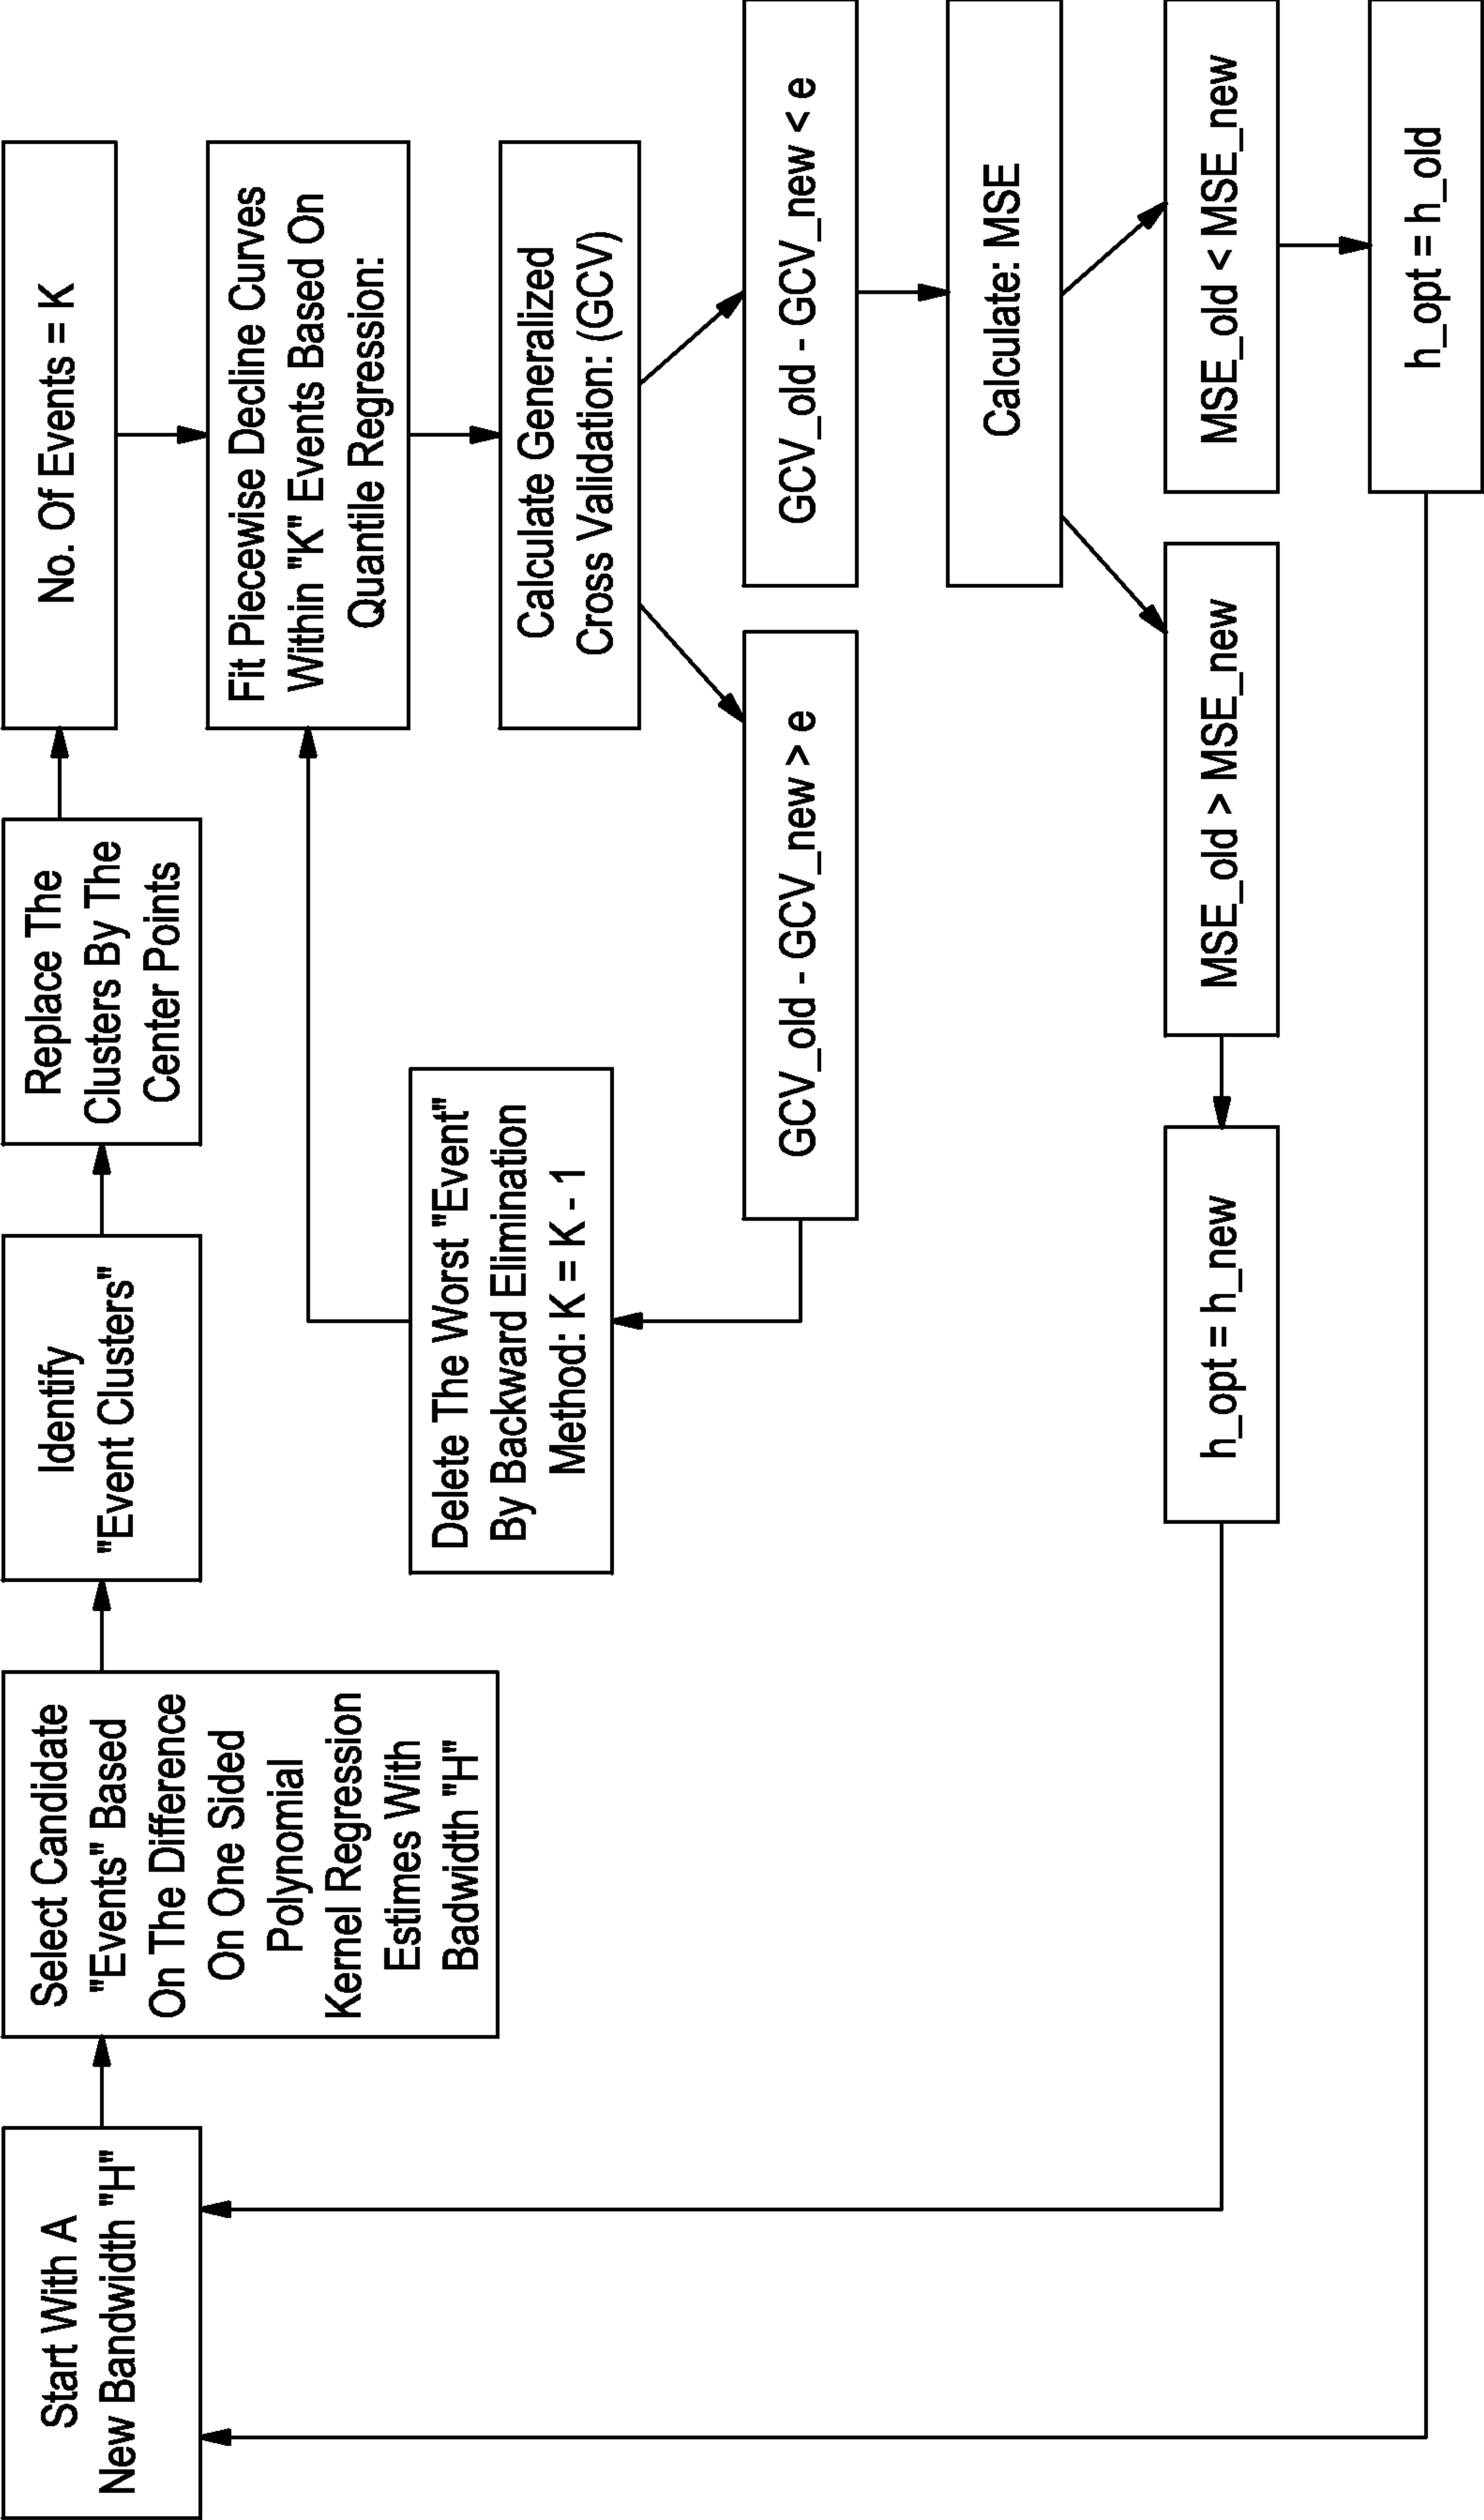 Start With A
New Bandwidth "H"
Select Candidate
"Events" Based
On The Difference
On One Sided
Polynomial
Kernel Regression
Estimes With
Badwidth "H"
Identify
"Event Clusters"
Replace The
Clusters By The
Center Points
No. Of Events = K
Fit Piecewise Decline Curves
Within "K" Events Based On
Quantile Regression:
Delete The Worst "Event"
By Backward Elimination
Method: K = K - 1
Calculate Generalized
Cross Validation: (GCV)
GCV_old - GCV_new > e
GCV_old - GCV_new < e
Calculate: MSE
h_opt = h_new
MSE_old > MSE_new
MSE_old < MSE_new
h_opt = h_old